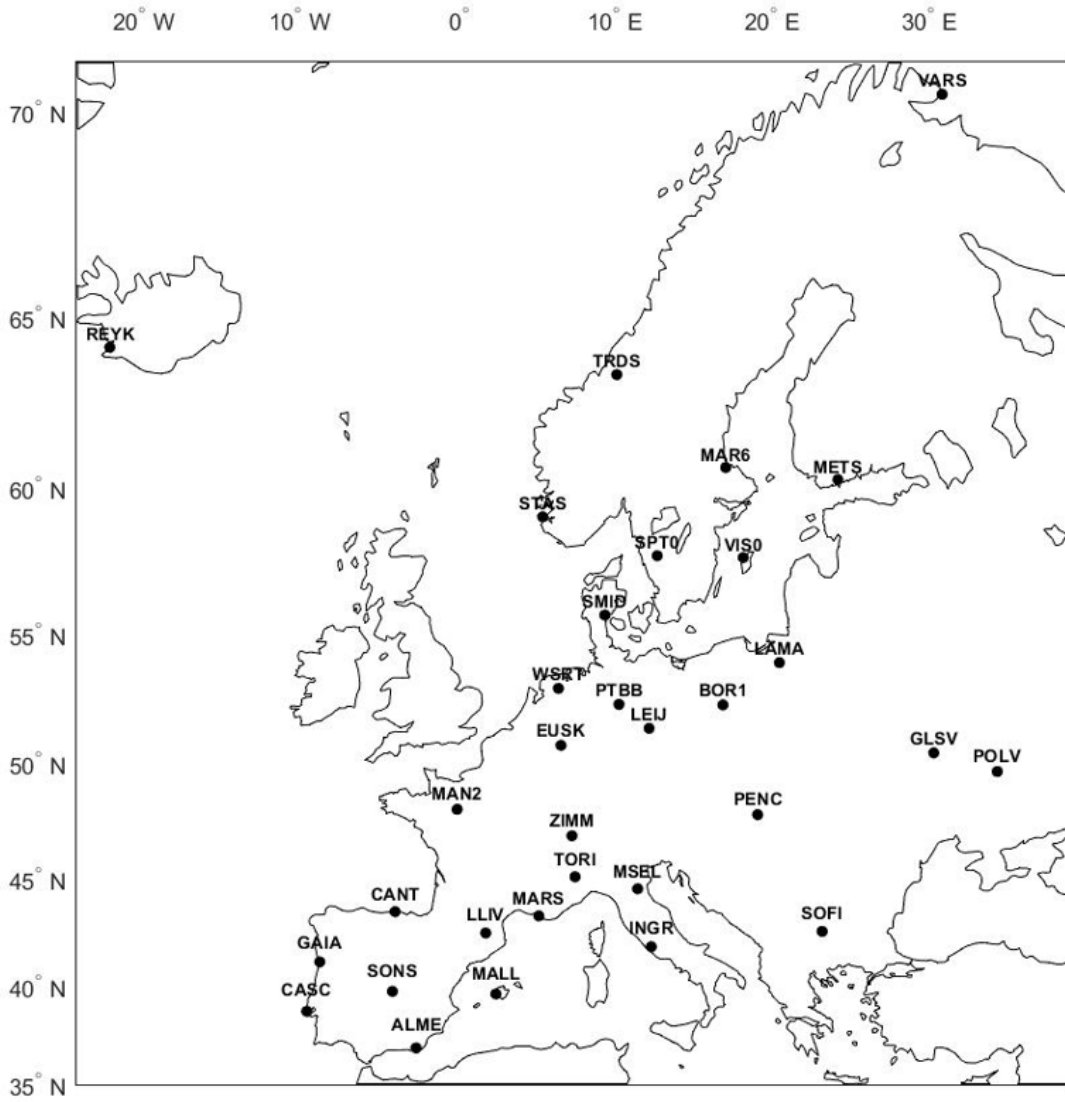 20° W 10° W 0° 10° E 20° E 30° E
VARS
70° N
65° N
REYK
TRDS
MAR6
METS
60° N
STAS
SPT0
VIS0
SMID
55° N
LAMA
WSRT
PTBB
BOR1
LEIJ
EUSK
GLSV
POLV
50° N
MAN2
PENC
ZIMM
TORI
MSEL
45° N
CANT
MARS
LLIV
SOFI
INGR
GAIA
SONS
MALL
40° N
CASC
ALME
35° N